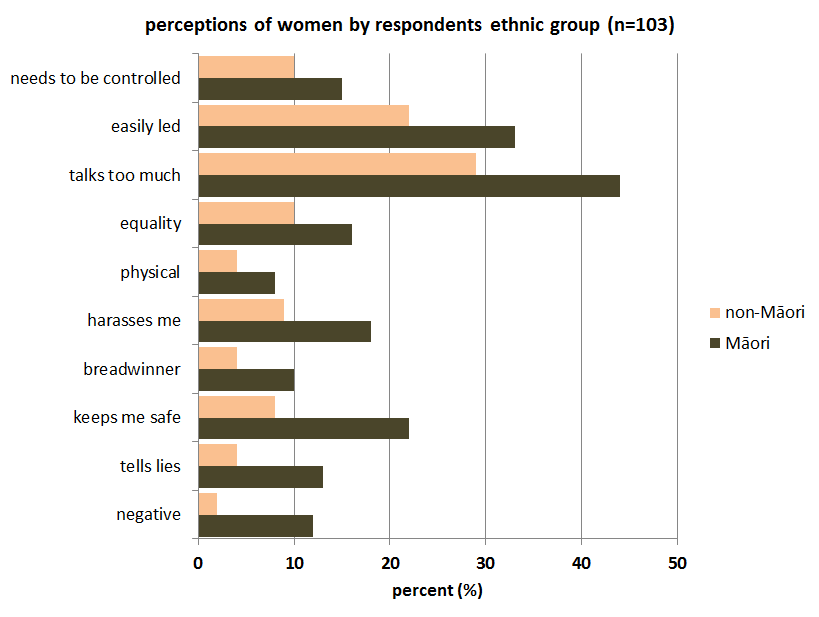 perceptions of women by respondents ethnic group (n=103)
needs to be controlled
easily led
talks too much
equality
physical
harasses me
breadwinner
keeps me safe
tells lies
negative
non-Māori
Māori
0 10 20 30 40 50
percent (%)